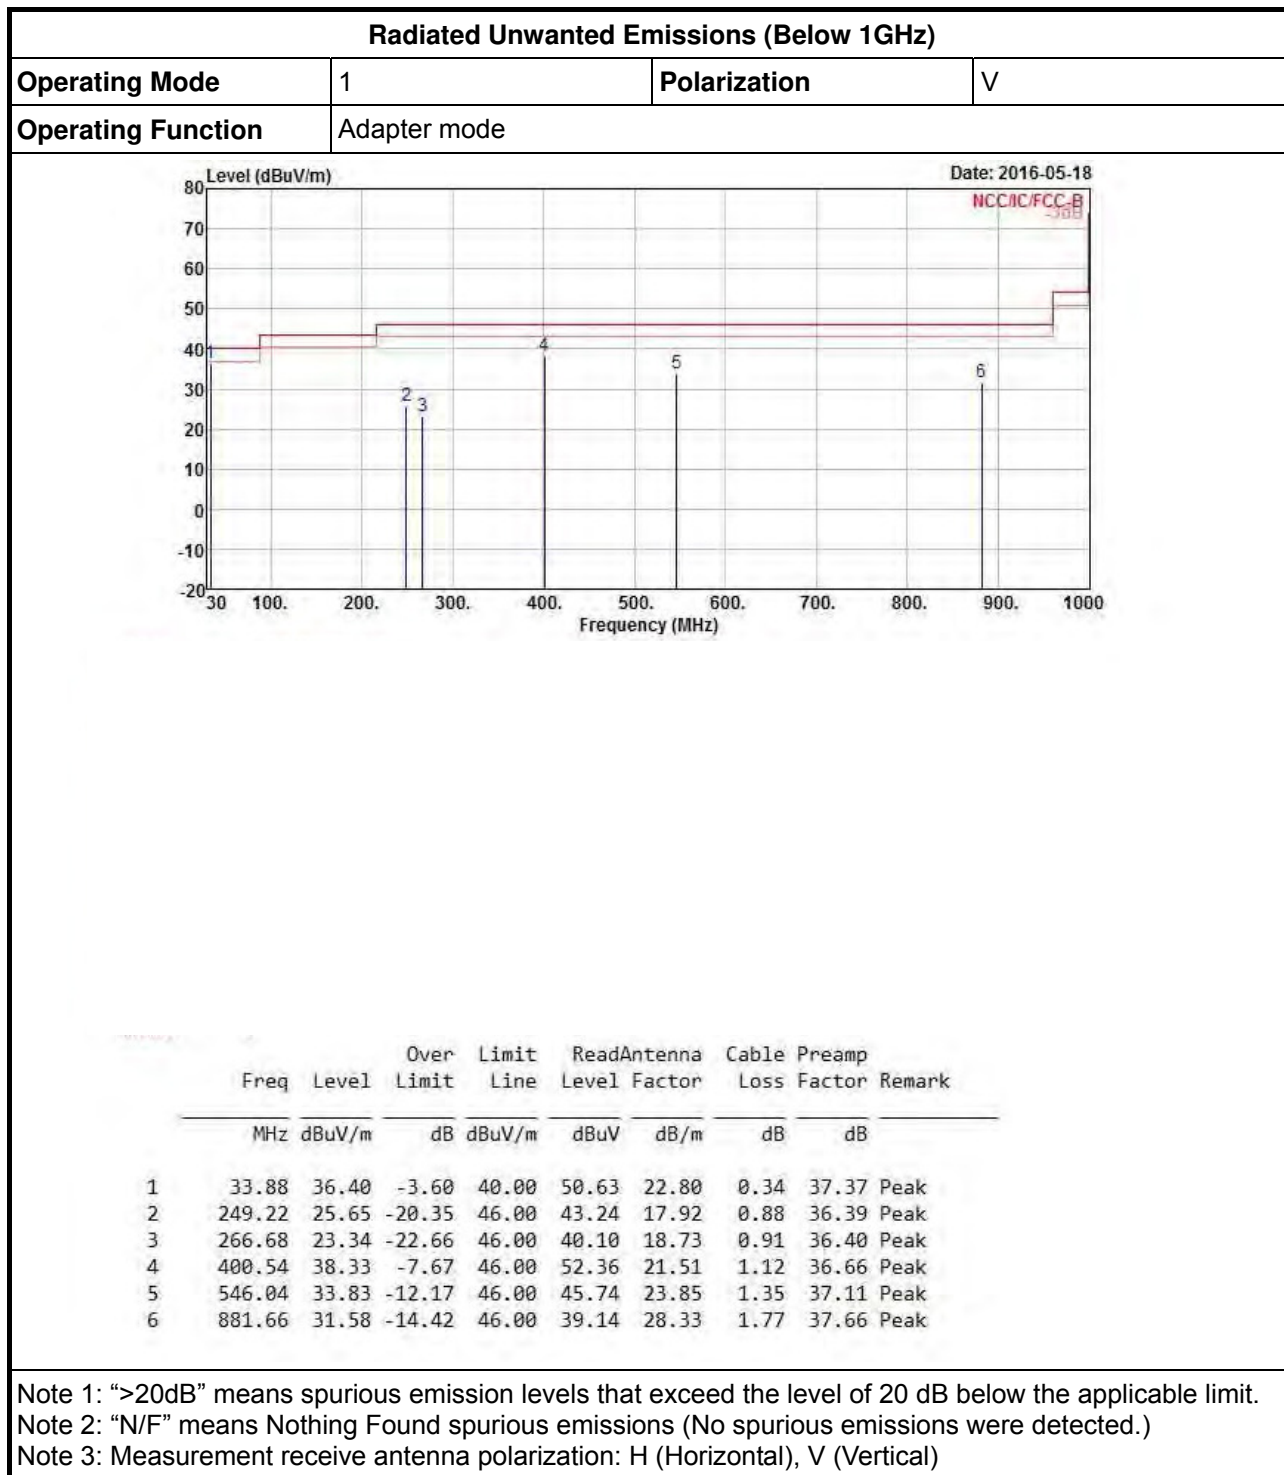 Radiated Unwanted Emissions (Below 1GHz)
Operating Mode 1 Polarization V
Operating Function Adapter mode
Level (dBuV/m) Date: 2016-05-18
80
NCC/IC/FCC-B
-3dB
70
60
50
40
30
20
10
0
-10
-20
1 2 3 4 5 6
30 100. 200. 300. 400. 500. 600. 700. 800. 900. 1000
Frequency (MHz)
Over Limit ReadAntenna Cable Preamp
Freq Level Limit Line Level Factor Loss Factor Remark
MHz dBuV/m dB dBuV/m dBuV dB/m dB dB
1 33.88 36.40 -3.60 40.00 50.63 22.80 0.34 37.37 Peak
2 249.22 25.65 -20.35 46.00 43.24 17.92 0.88 36.39 Peak
3 266.68 23.34 -22.66 46.00 40.10 18.73 0.91 36.40 Peak
4 400.54 38.33 -7.67 46.00 52.36 21.51 1.12 36.66 Peak
5 546.04 33.83 -12.17 46.00 45.74 23.85 1.35 37.11 Peak
6 881.66 31.58 -14.42 46.00 39.14 28.33 1.77 37.66 Peak
Note 1: “>20dB” means spurious emission levels that exceed the level of 20 dB below the applicable limit.
Note 2: “N/F” means Nothing Found spurious emissions (No spurious emissions were detected.)
Note 3: Measurement receive antenna polarization: H (Horizontal), V (Vertical)